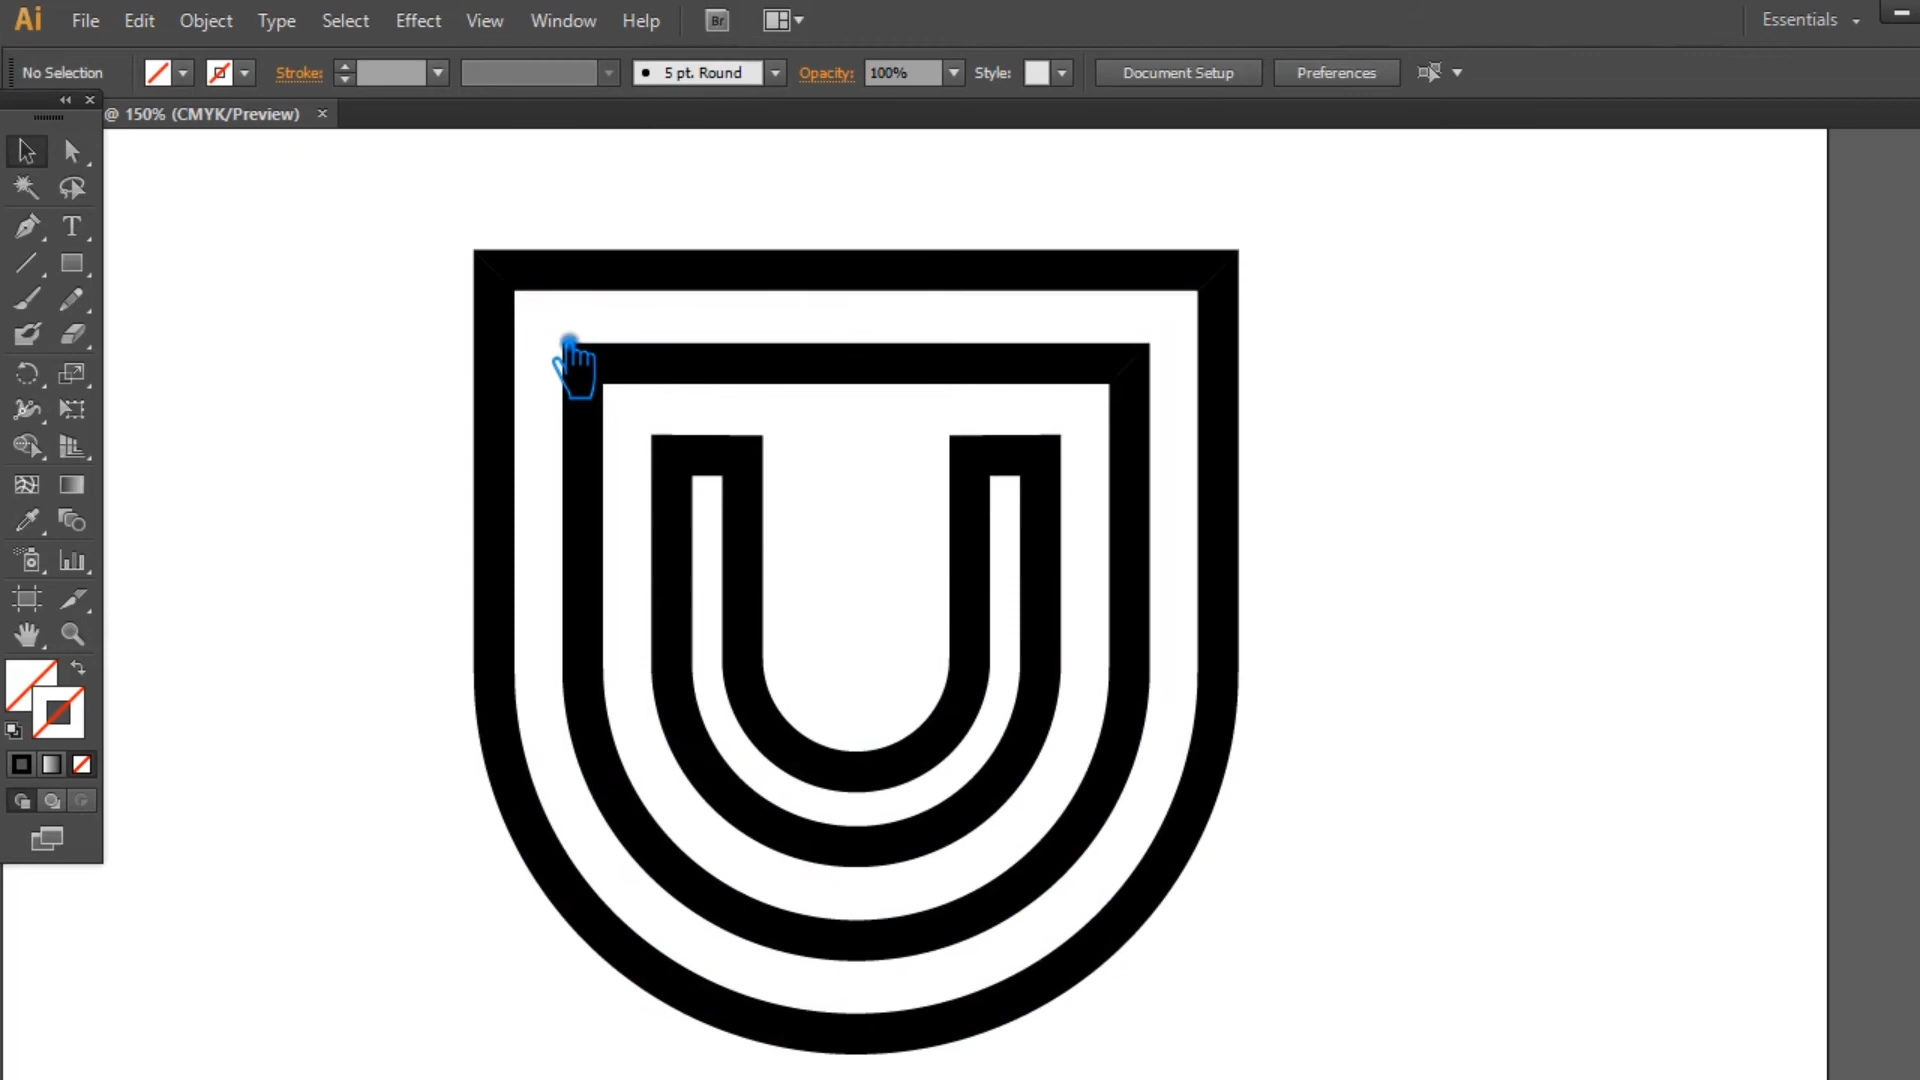 Ai File Edit Object Type Select Effect View Window Help Br Essentials
No Selection Stroke: 5 pt. Round Opacity: 100% Style: Document Setup Preferences
@ 150% (CMYK/Preview)
T
U